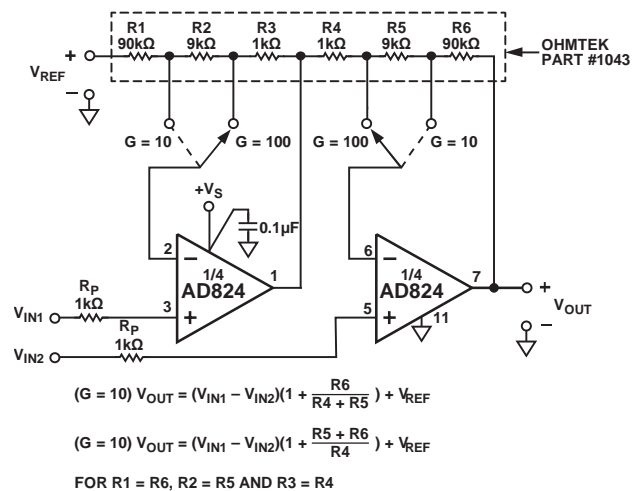 R1 R2 R3 R4 R5 R6
90kΩ 9kΩ 1kΩ 1kΩ 9kΩ 90kΩ
OHMTEK
PART #1043
+
VREF
–
G = 10 G = 100 G = 100 G = 10
+VS
0.1µF
2 – 1/4 AD824 1
3 +
6 – 1/4 AD824 7
5 + 11
RP
1kΩ
VIN1
RP
1kΩ
VIN2
+
VOUT
–
(G = 10) VOUT = (VIN1 – VIN2)(1 + R6 / R4 + R5 ) + VREF
(G = 10) VOUT = (VIN1 – VIN2)(1 + R5 + R6 / R4 ) + VREF
FOR R1 = R6, R2 = R5 AND R3 = R4